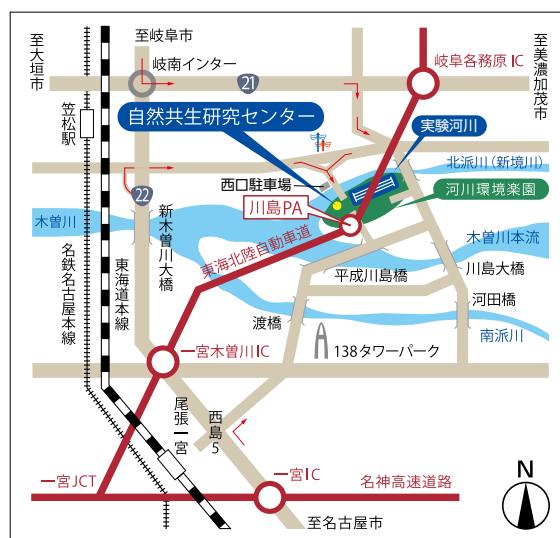 至大垣市
至岐阜市
岐南インター
21
岐阜各務原IC
至美濃加茂市
笠松駅
自然共生研究センター
実験河川
北派川(新境川)
西口駐車場
河川環境楽園
22
川島PA
木曽川
新木曽川大橋
木曽川本流
東海北陸自動車道
名鉄名古屋本線
東海道本線
平成川島橋
川島大橋
河田橋
渡橋
南派川
138タワーパーク
一宮木曽川IC
尾張一宮
西島5
一宮JCT
一宮IC
名神高速道路
至名古屋市
N